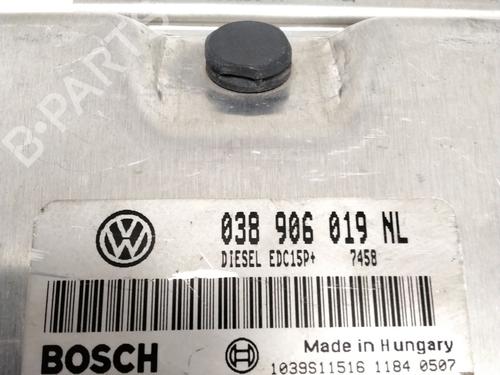 038 906 019 NL
DIESEL EDC15P+ 7458
BOSCH
Made in Hungary
1039S11516 1184 0507
B-PARTS